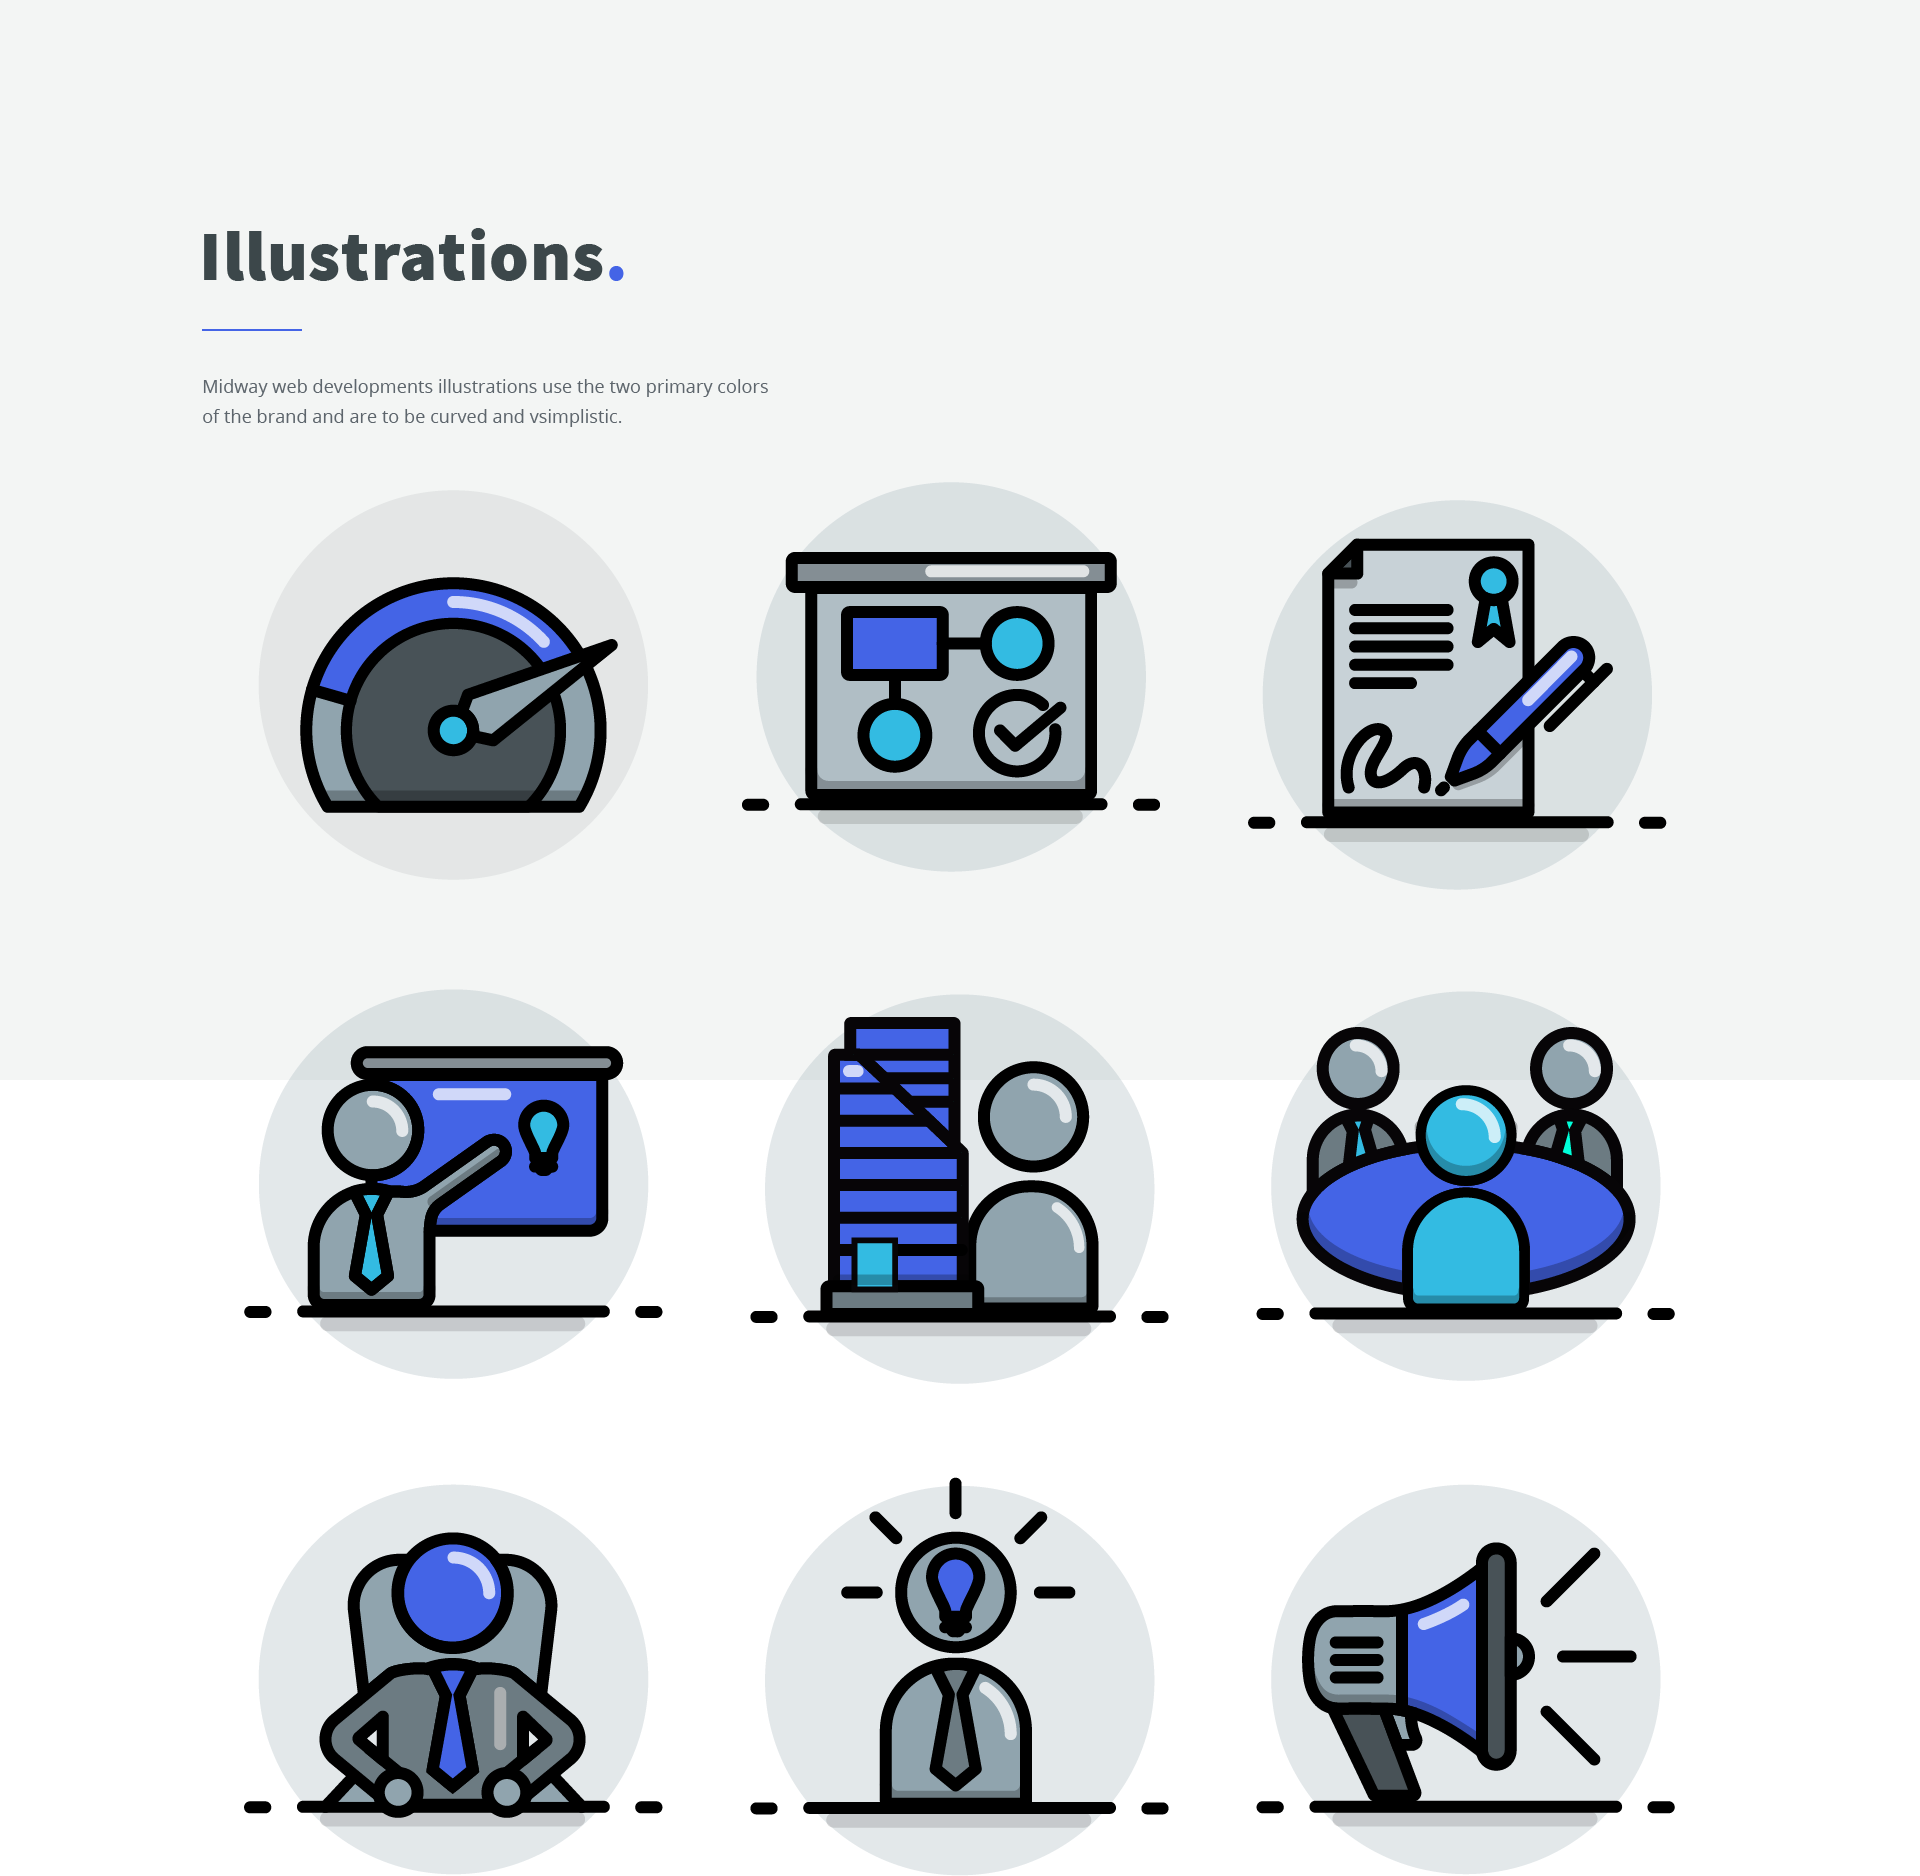 Illustrations.
Midway web developments illustrations use the two primary colors
of the brand and are to be curved and vsimplistic.